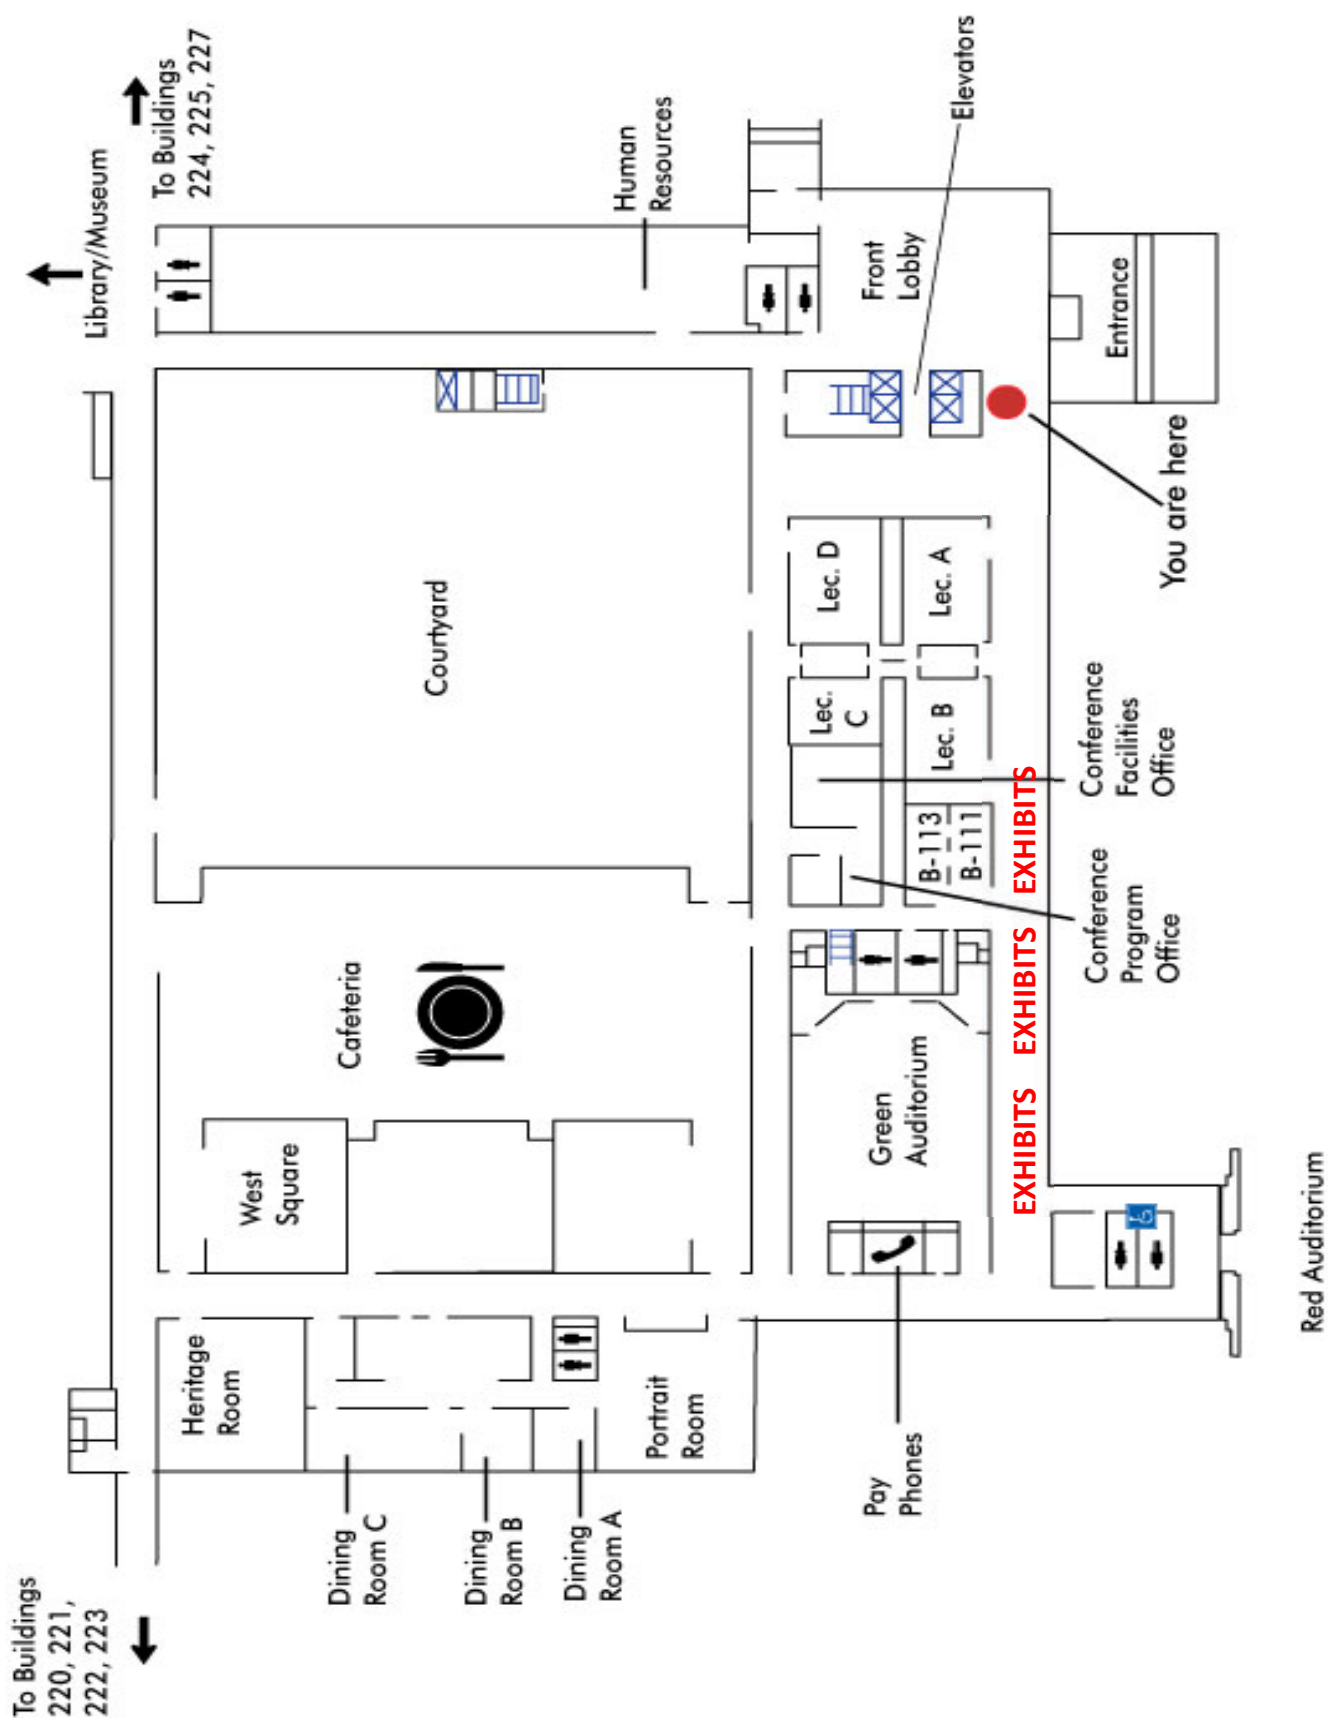 To Buildings
220, 221,
222, 223
Library/Museum
To Buildings
224, 225, 227
Heritage
Room
West
Square
Cafeteria
Courtyard
Human
Resources
Dining
Room C
Dining
Room B
Dining
Room A
Portrait
Room
Green
Auditorium
Pay
Phones
Lec.
C
Lec. D
Lec. B
Lec. A
B-113
B-111
Front
Lobby
Elevators
EXHIBITS EXHIBITS EXHIBITS
Conference
Program
Office
Conference
Facilities
Office
You are here
Entrance
Red Auditorium